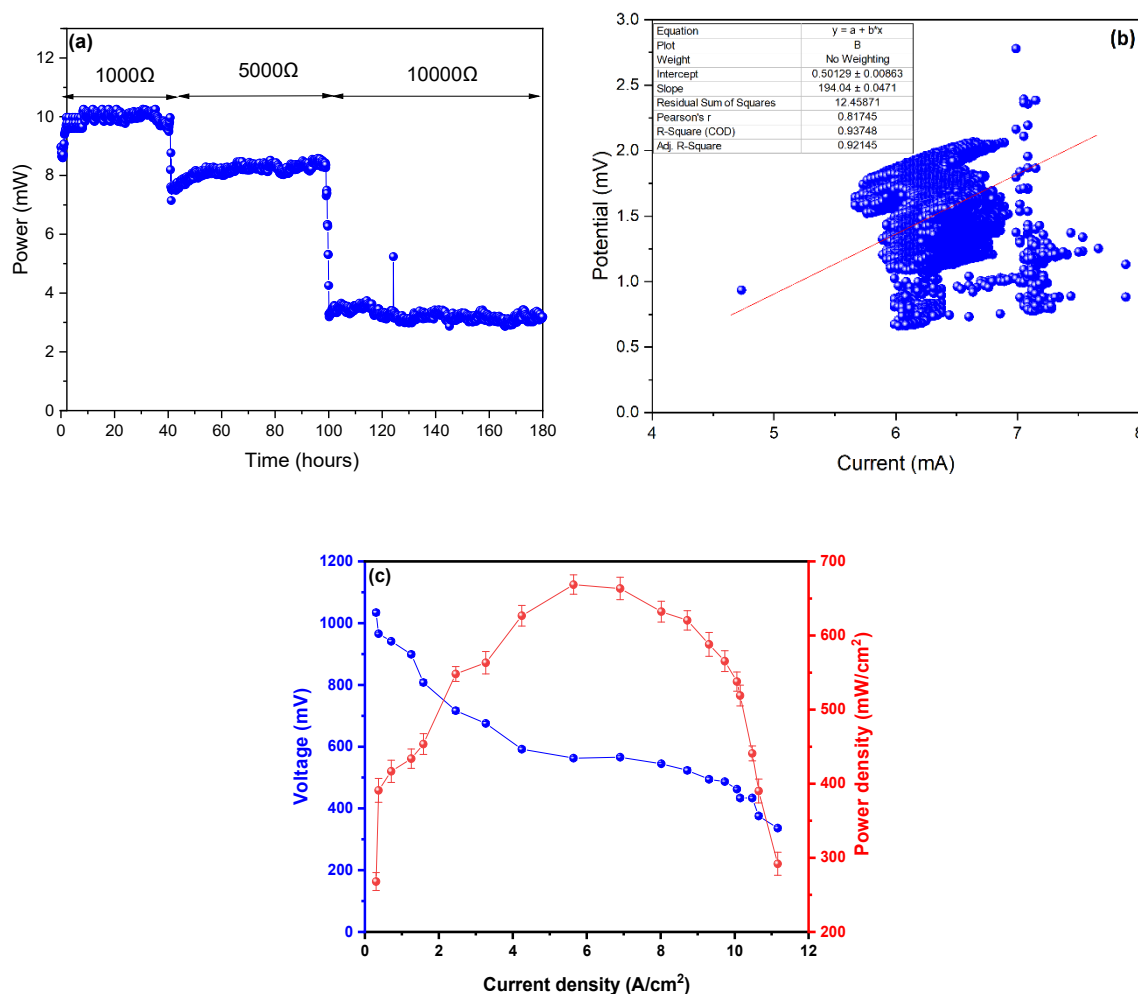 (a)
1000Ω
5000Ω
10000Ω
12
10
8
6
4
2
0
Power (mW)
0 20 40 60 80 100 120 140 160 180
Time (hours)
(b)
Equation y = a + b*x
Plot B
Weight No Weighting
Intercept 0.50129 ± 0.00863
Slope 194.04 ± 0.0471
Residual Sum of Squares 12.45871
Pearson's r 0.81745
R-Square (COD) 0.93748
Adj. R-Square 0.92145
3.0
2.5
2.0
1.5
1.0
0.5
0.0
Potential (mV)
4 5 6 7 8
Current (mA)
(c)
1200
1000
800
600
400
200
0
Voltage (mV)
700
600
500
400
300
200
Power density (mW/cm²)
0 2 4 6 8 10 12
Current density (A/cm²)